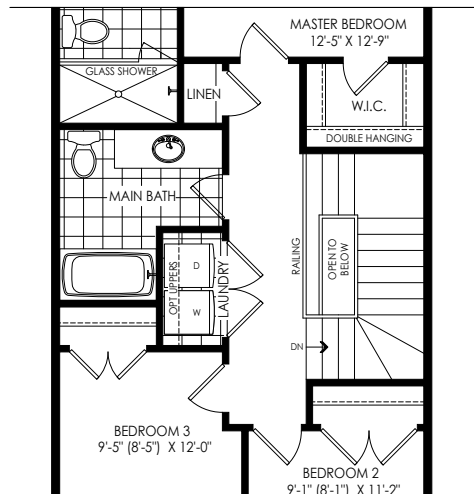 MASTER BEDROOM
12'-5" X 12'-9"
GLASS SHOWER
LINEN
W.I.C.
DOUBLE HANGING
MAIN BATH
RAILING
OPEN TO
BELOW
OPT UPPERS
D
W
LAUNDRY
DN
BEDROOM 3
9'-5" (8'-5") X 12'-0"
BEDROOM 2
9'-1" (8'-1") X 11'-2"